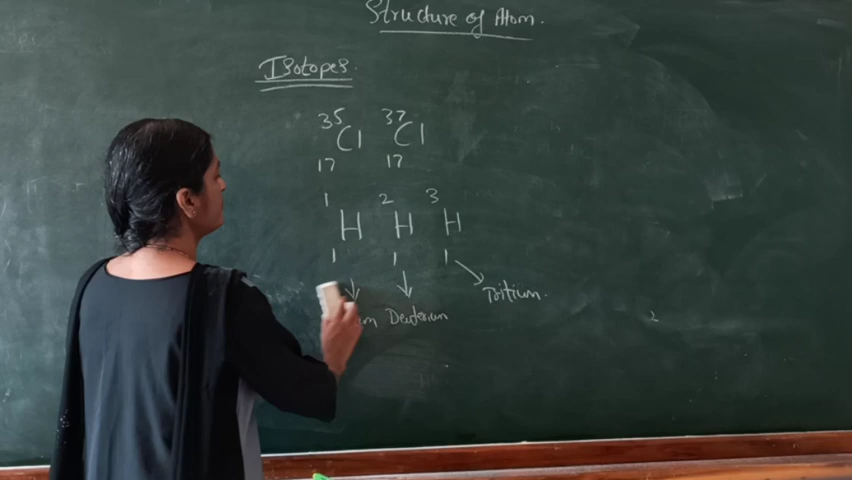 Structure of Atom.
Isotopes.
35 Cl 17 37 Cl 17
1 H 1 2 H 1 3 H 1
Tritium.
Deuterium